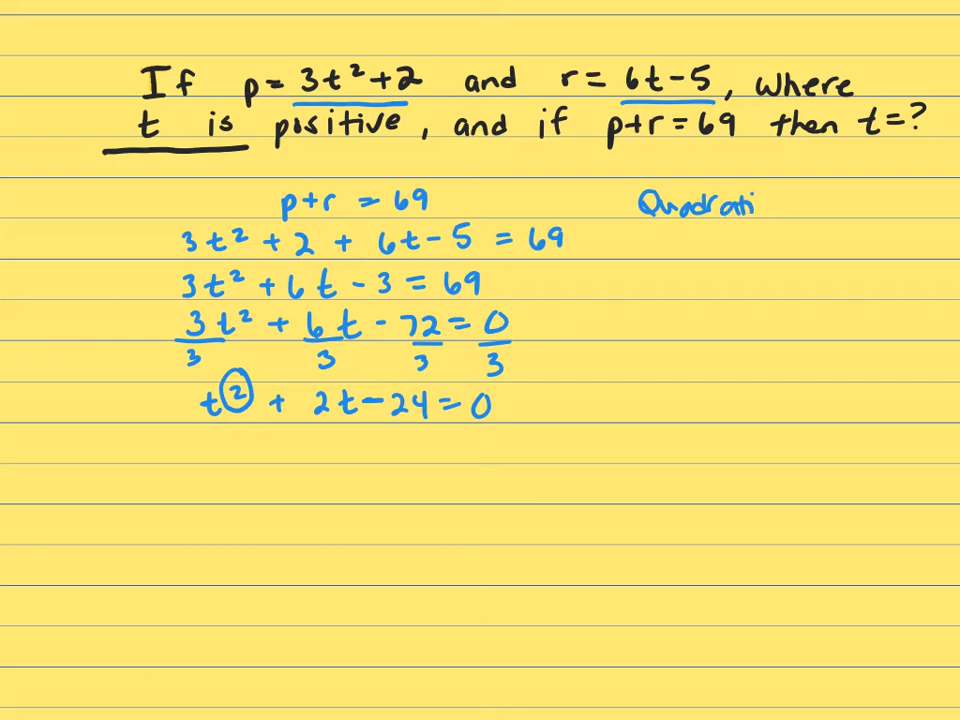 If p = 3t² + 2 and r = 6t - 5, where
t is positive, and if p+r = 69 then t = ?
p+r = 69
Quadrati
3t² + 2 + 6t - 5 = 69
3t² + 6t - 3 = 69
3t² + 6t - 72 = 0
3 3 3 3
t² + 2t - 24 = 0